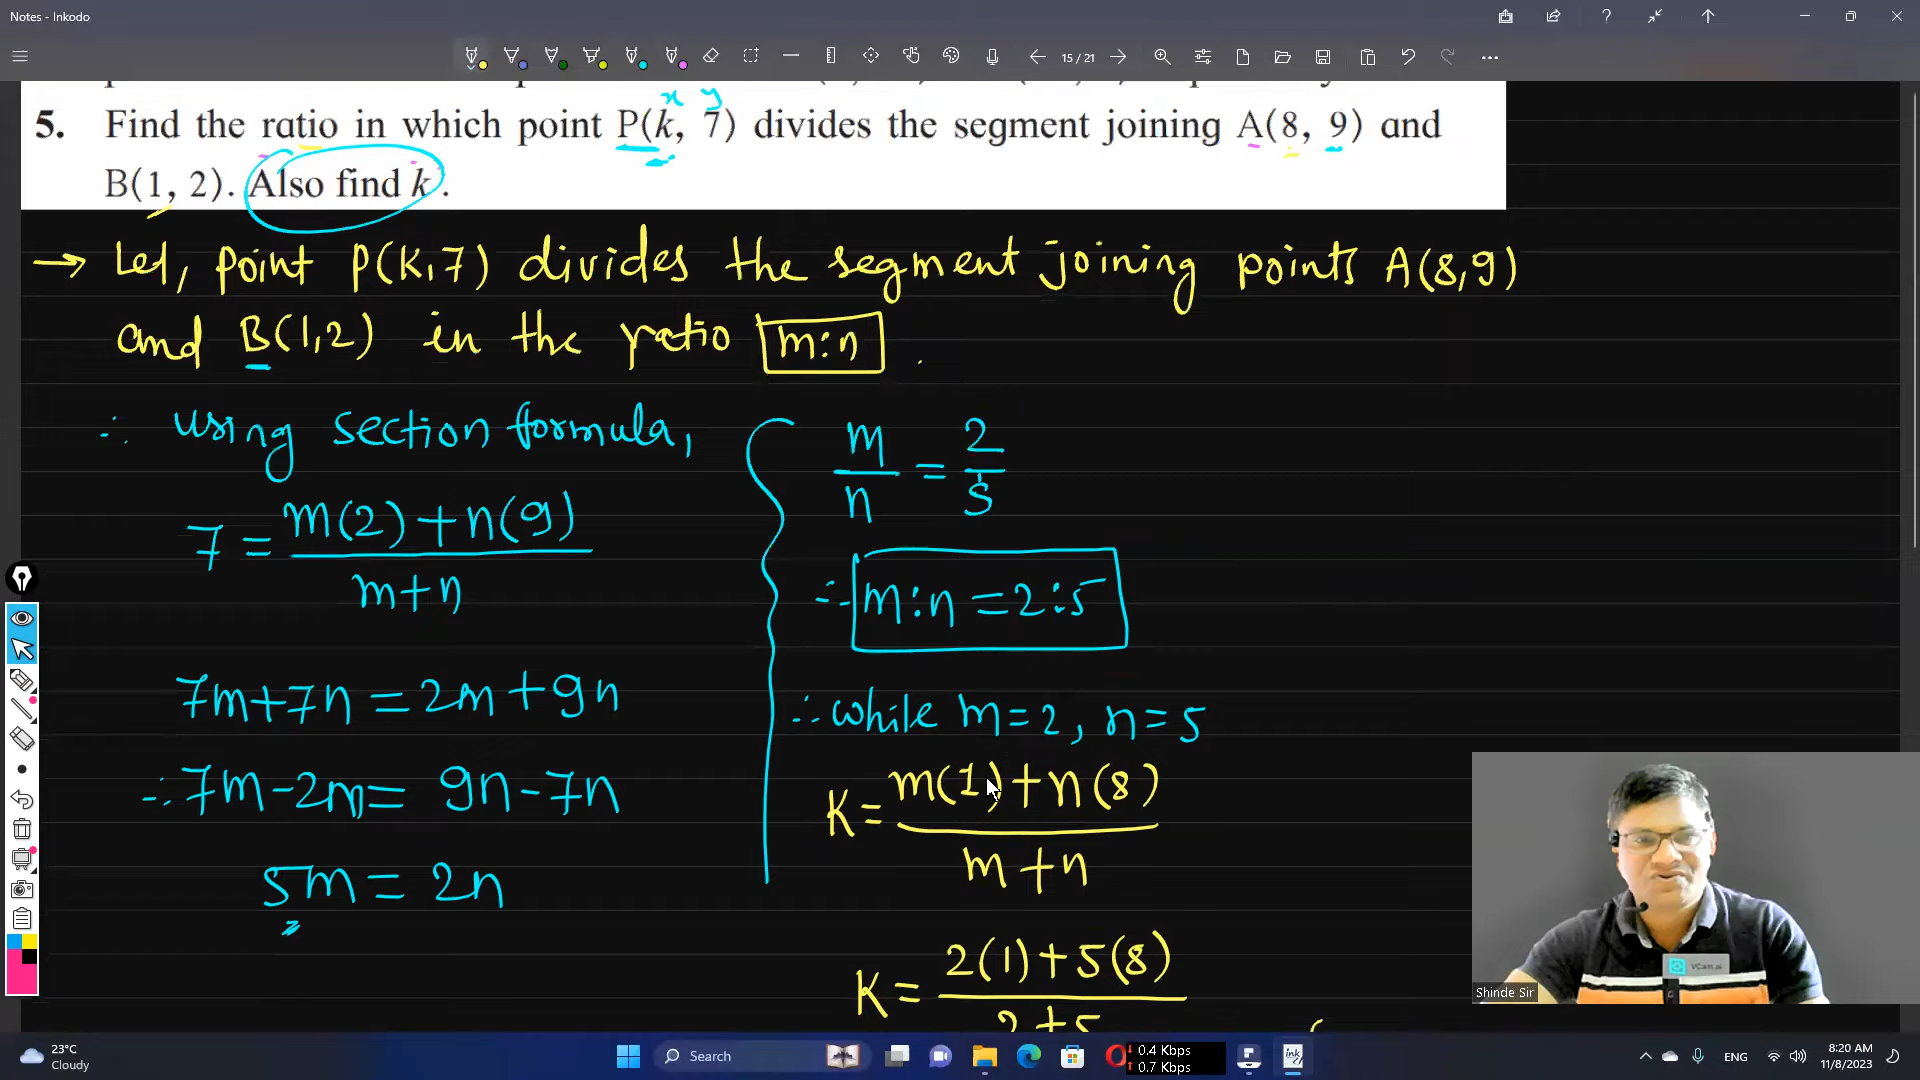 Notes - Inkodo
15 / 21
x y
5. Find the ratio in which point P(k, 7) divides the segment joining A(8, 9) and
B(1, 2). Also find k .
→ Let, point P(K,7) divides the segment joining points A(8,9)
and B(1,2) in the ratio m:n .
∴ using section formula,
7 = m(2)+n(9)
m+n
7m+7n = 2m+9n
∴ 7m-2m = 9n-7n
5m = 2n
m/n = 2/5
∴ m:n = 2:5
∴ while m=2, n=5
K = m(1)+n(8)
m+n
K = 2(1)+5(8)
2+5
VCam.ai
Shinde Sir
23°C
Cloudy
Search
0.4 Kbps
0.7 Kbps
ink
ENG
8:20 AM
11/8/2023